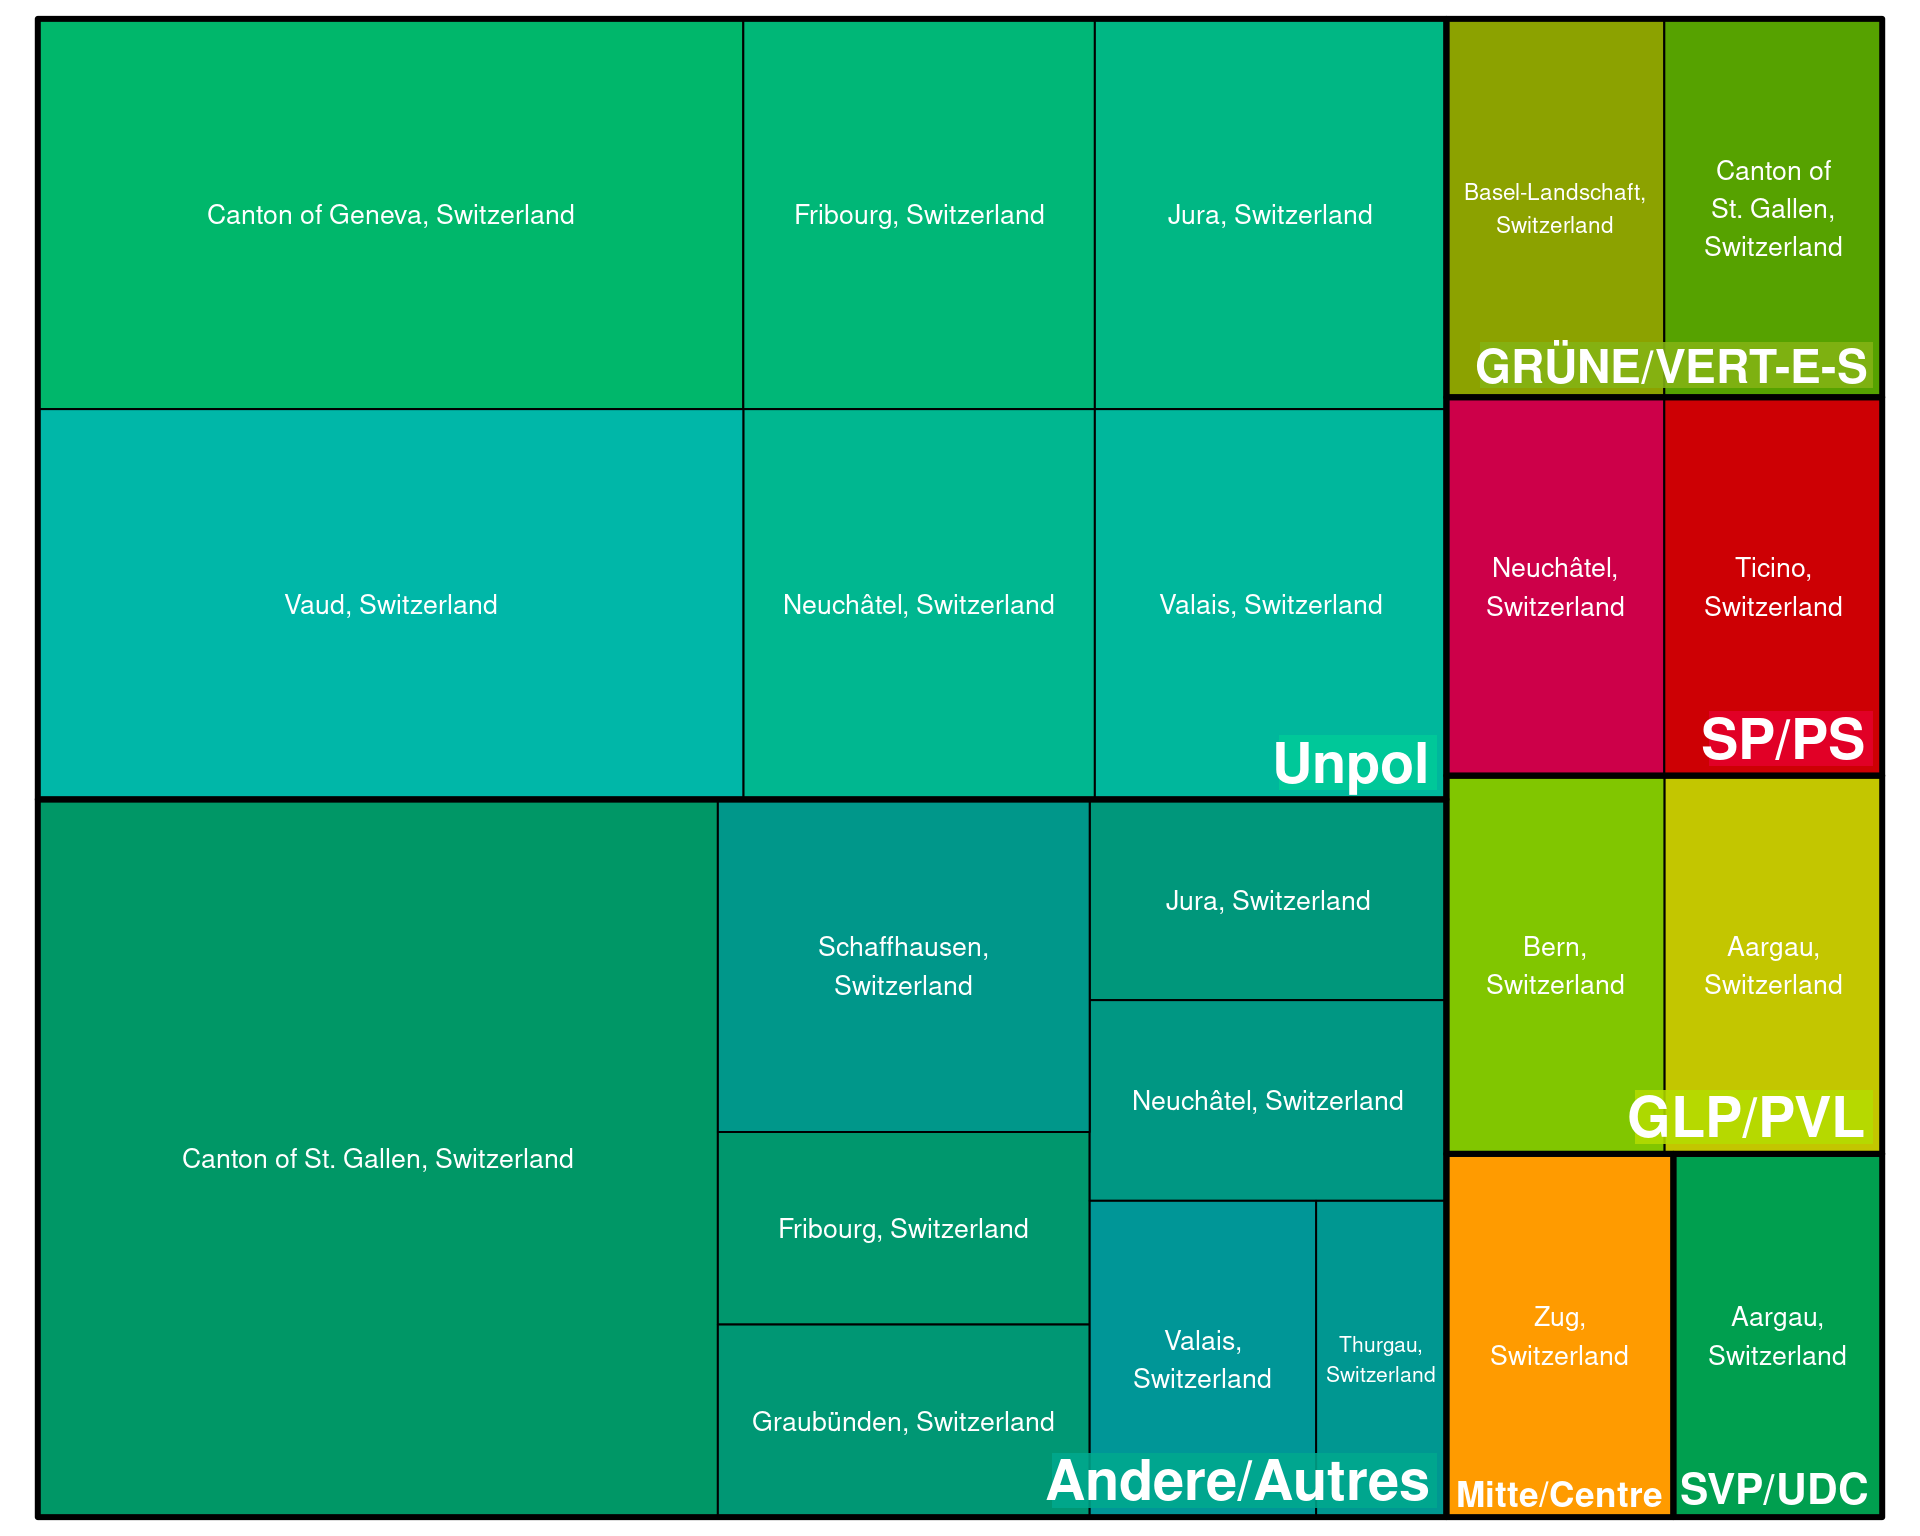 Canton of Geneva, Switzerland
Fribourg, Switzerland
Jura, Switzerland
Vaud, Switzerland
Neuchâtel, Switzerland
Valais, Switzerland
Unpol
Canton of St. Gallen, Switzerland
Schaffhausen,
Switzerland
Fribourg, Switzerland
Graubünden, Switzerland
Jura, Switzerland
Neuchâtel, Switzerland
Valais,
Switzerland
Thurgau,
Switzerland
Andere/Autres
Basel-Landschaft,
Switzerland
Canton of
St. Gallen,
Switzerland
GRÜNE/VERT-E-S
Neuchâtel,
Switzerland
Ticino,
Switzerland
SP/PS
Bern,
Switzerland
Aargau,
Switzerland
GLP/PVL
Zug,
Switzerland
Mitte/Centre
Aargau,
Switzerland
SVP/UDC